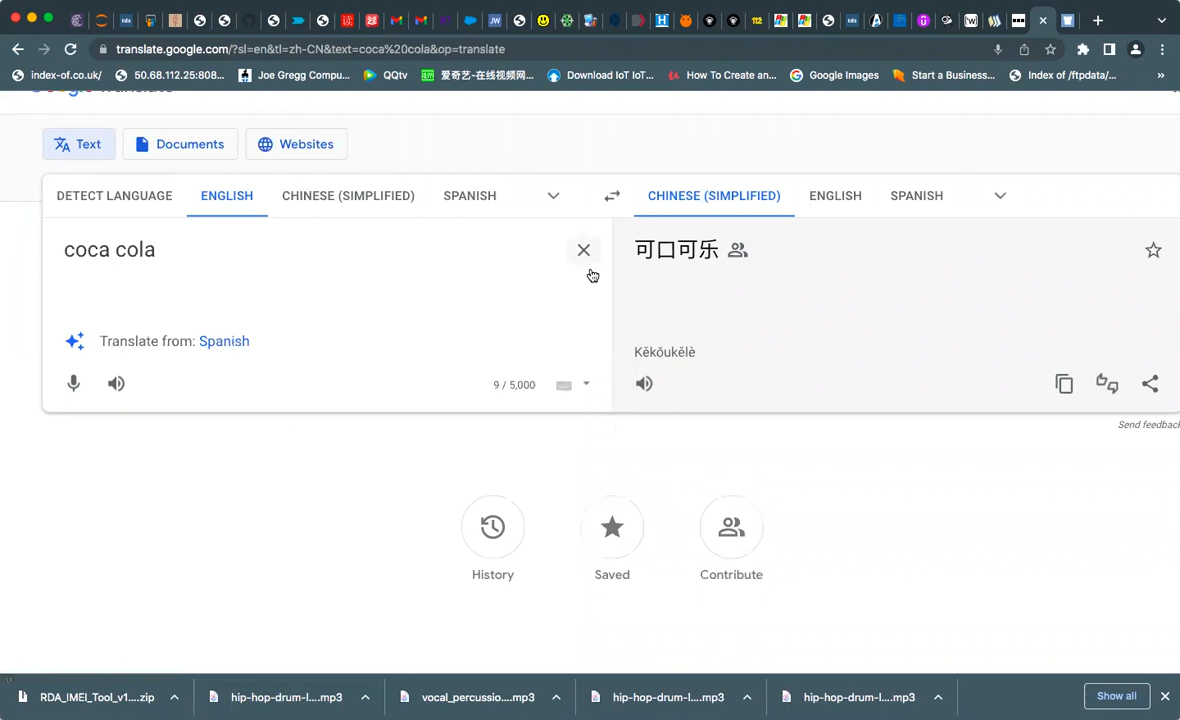 translate.google.com/?sl=en&tl=zh-CN&text=coca%20cola&op=translate
index-of.co.uk/ 50.68.112.25:808... Joe Gregg Compu... QQtv 爱奇艺-在线视频网... Download IoT IoT... How To Create an... Google Images Start a Business... Index of /ftpdata/... »
Text Documents Websites
DETECT LANGUAGE ENGLISH CHINESE (SIMPLIFIED) SPANISH CHINESE (SIMPLIFIED) ENGLISH SPANISH
coca cola 可口可乐
Translate from: Spanish
Kěkǒukělè
9 / 5,000
Send feedback
History Saved Contribute
RDA_IMEI_Tool_v1....zip hip-hop-drum-l....mp3 vocal_percussio....mp3 hip-hop-drum-l....mp3 hip-hop-drum-l....mp3 Show all